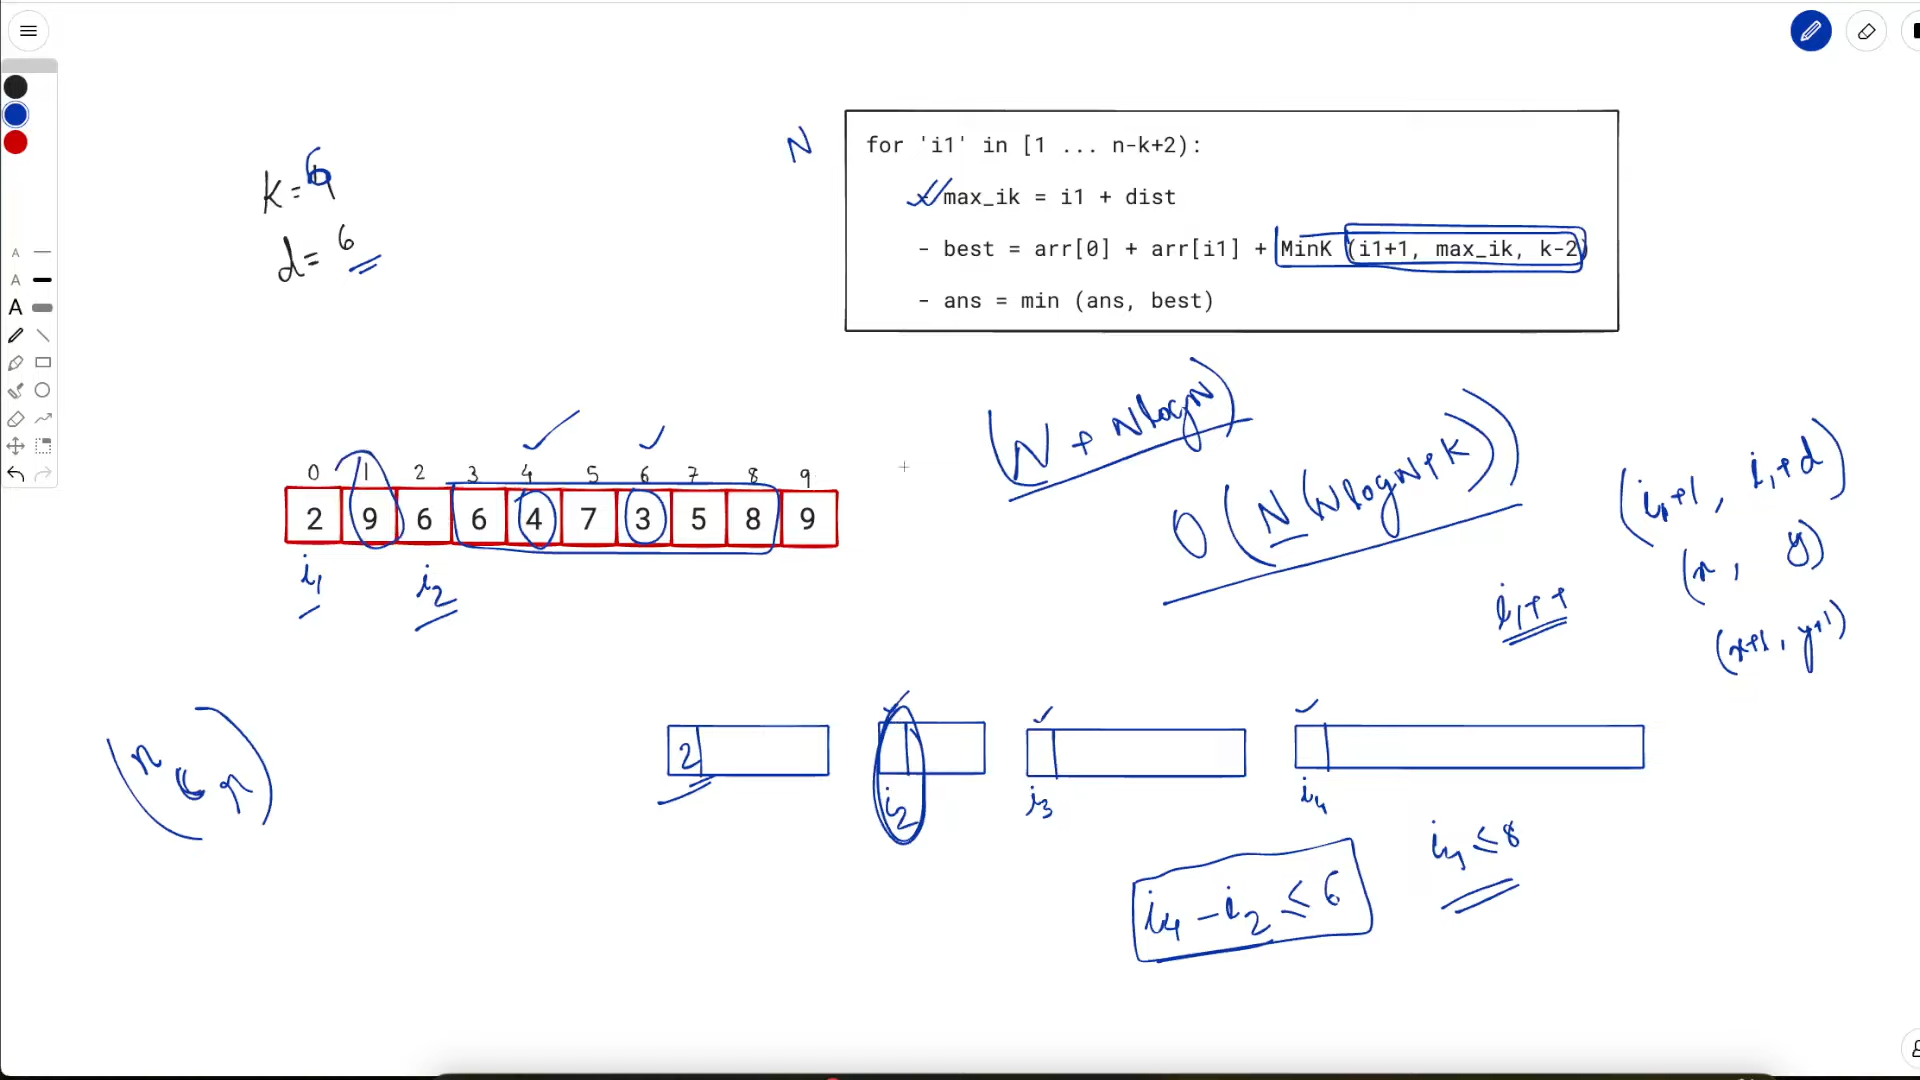 N
for 'i1' in [1 ... n-k+2):
max_ik = i1 + dist
- best = arr[0] + arr[i1] + MinK (i1+1, max_ik, k-2)
- ans = min (ans, best)
k=
d= 6
A
A
A
0 1 2 3 4 5 6 7 8 9
2 9 6 6 4 7 3 5 8 9
i1 i2
(N + NlogN)
O(N(NlogN+k))
(i1+1, i1+d)
(x, y)
i1++
(x+1, y+1)
2
i2 i3 i4
i4 ≤ 8
i4 - i2 ≤ 6